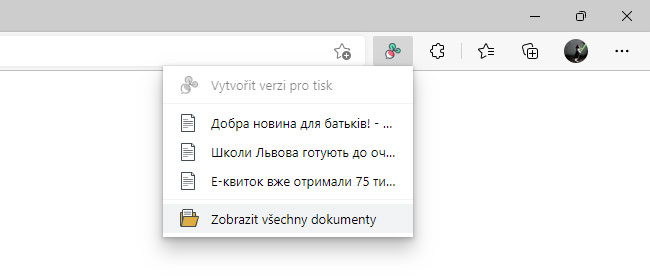 Vytvořit verzi pro tisk
Добра новина для батьків! - ...
Школи Львова готують до оч...
Е-квиток вже отримали 75 ти...
Zobrazit všechny dokumenty